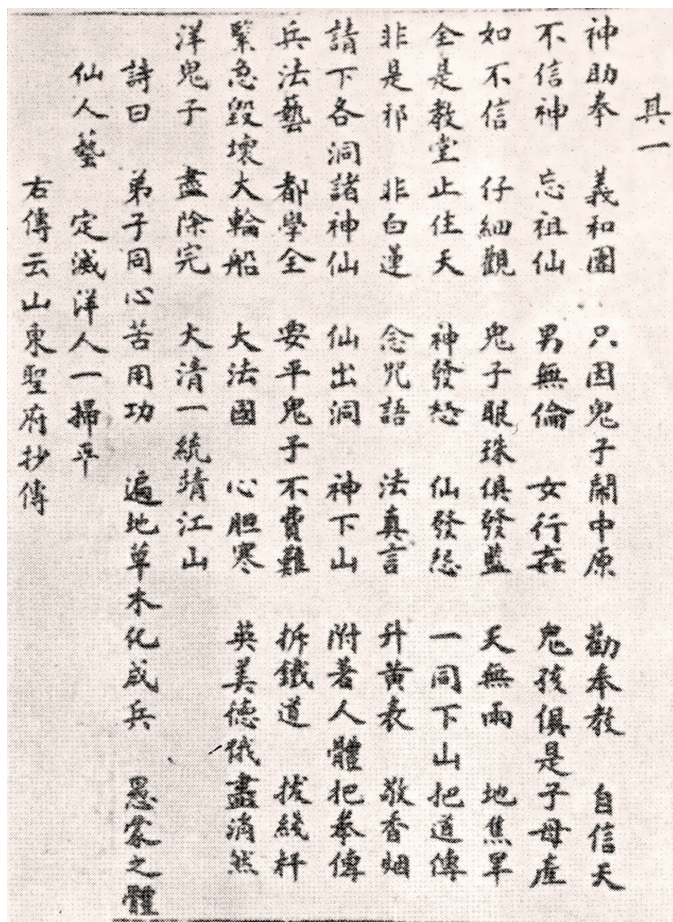 其一
神助拳 義和團 只因鬼子鬧中原 勸奉教 自信天
不信神 忘祖仙 男無倫 女行姦 鬼孩俱是子母產
如不信 仔細觀 鬼子眼珠俱發藍 天無雨 地焦旱
全是教堂止住天 神發怒 仙發怒 一同下山把道傳
非是邪 非白蓮 念咒語 法真言 升黃表 敬香烟
請下各洞諸神仙 仙出洞 神下山 附著人體把拳傳
兵法藝 都學全 要平鬼子不費難 拆鐵道 拔綫杆
緊急毀壞大輪船 大法國 心胆寒 英美德俄盡消然
洋鬼子 盡除完 大清一統靖江山
詩曰 弟子同心苦用功 遍地草木化成兵 愚蒙之體
仙人藝 定滅洋人一掃平
右傳云山東聖府抄傳